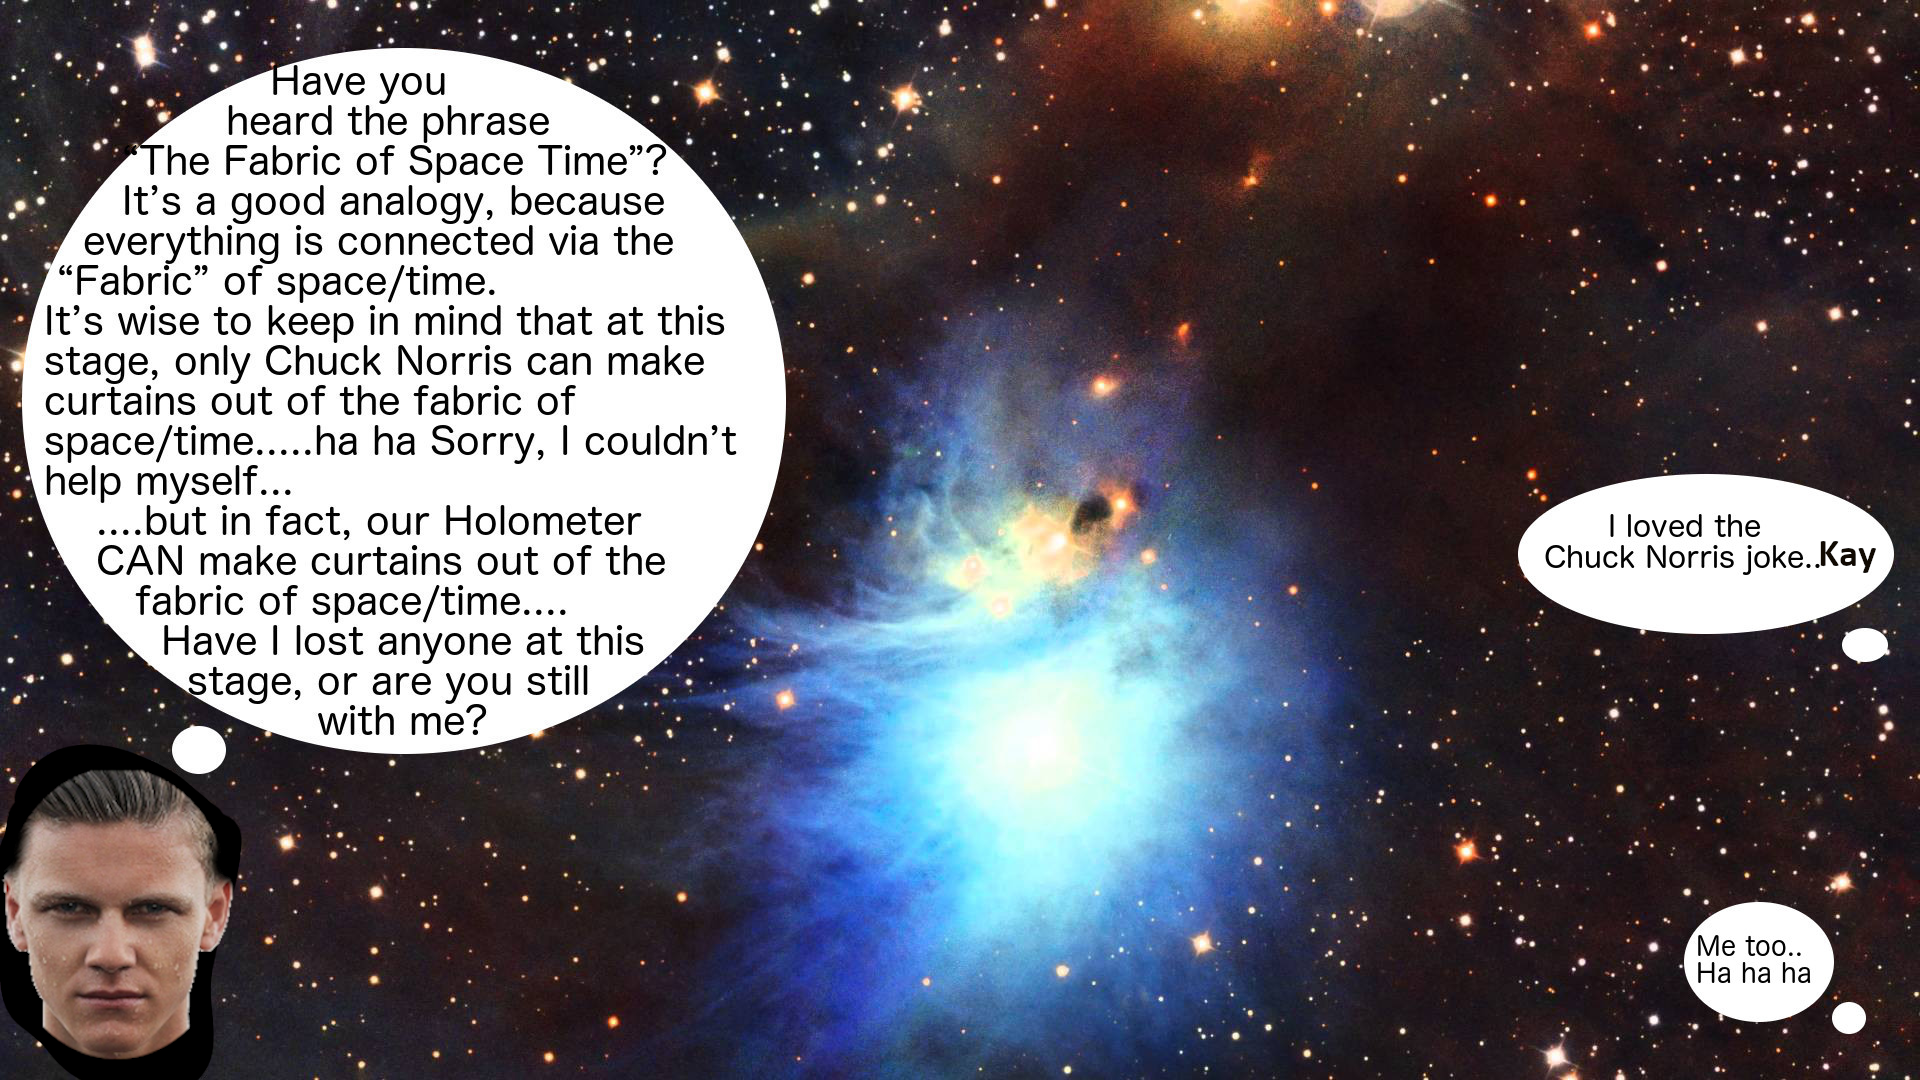 Have you
heard the phrase
“The Fabric of Space Time”?
It’s a good analogy, because
everything is connected via the
“Fabric” of space/time.
It’s wise to keep in mind that at this
stage, only Chuck Norris can make
curtains out of the fabric of
space/time.....ha ha Sorry, I couldn’t
help myself...
....but in fact, our Holometer
CAN make curtains out of the
fabric of space/time....
Have I lost anyone at this
stage, or are you still
with me?
I loved the
Chuck Norris joke..Kay
Me too..
Ha ha ha